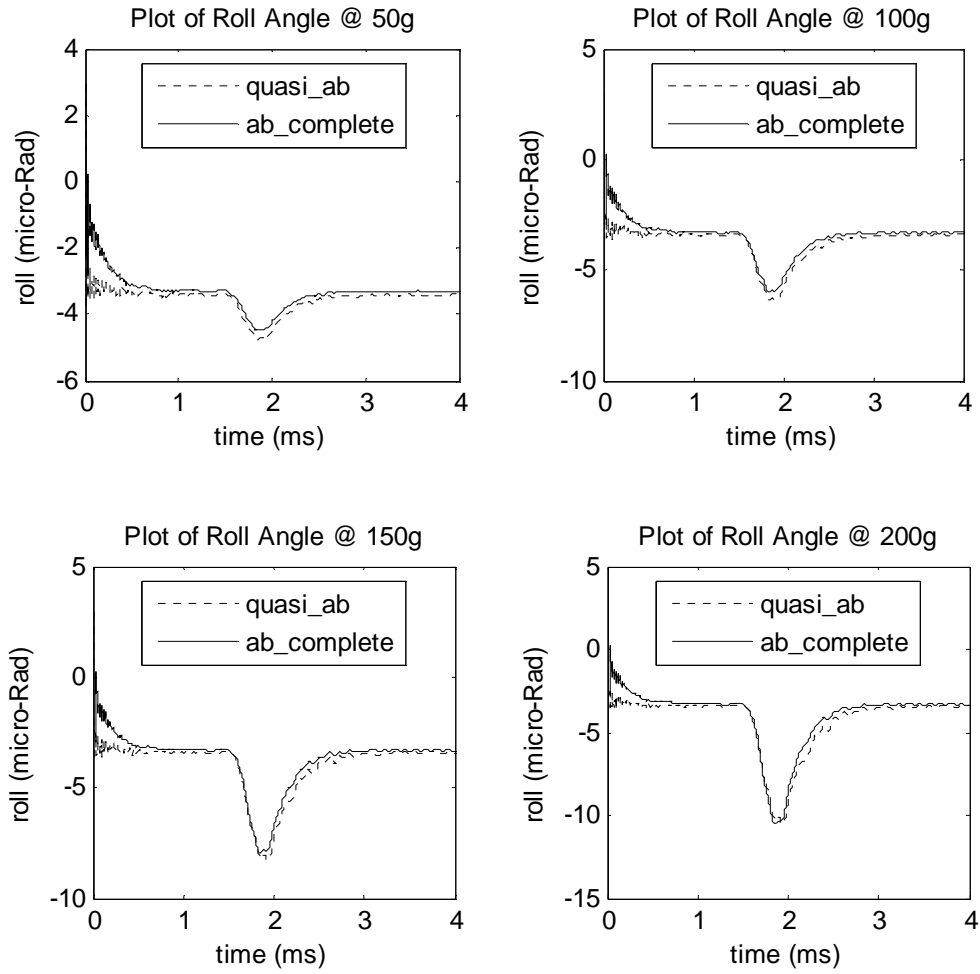 Plot of Roll Angle @ 50g
4
2
0
-2
-4
-6
0 1 2 3 4
roll (micro-Rad)
time (ms)
quasi_ab
ab_complete
Plot of Roll Angle @ 100g
5
0
-5
-10
0 1 2 3 4
roll (micro-Rad)
time (ms)
quasi_ab
ab_complete
Plot of Roll Angle @ 150g
5
0
-5
-10
0 1 2 3 4
roll (micro-Rad)
time (ms)
quasi_ab
ab_complete
Plot of Roll Angle @ 200g
5
0
-5
-10
-15
0 1 2 3 4
roll (micro-Rad)
time (ms)
quasi_ab
ab_complete